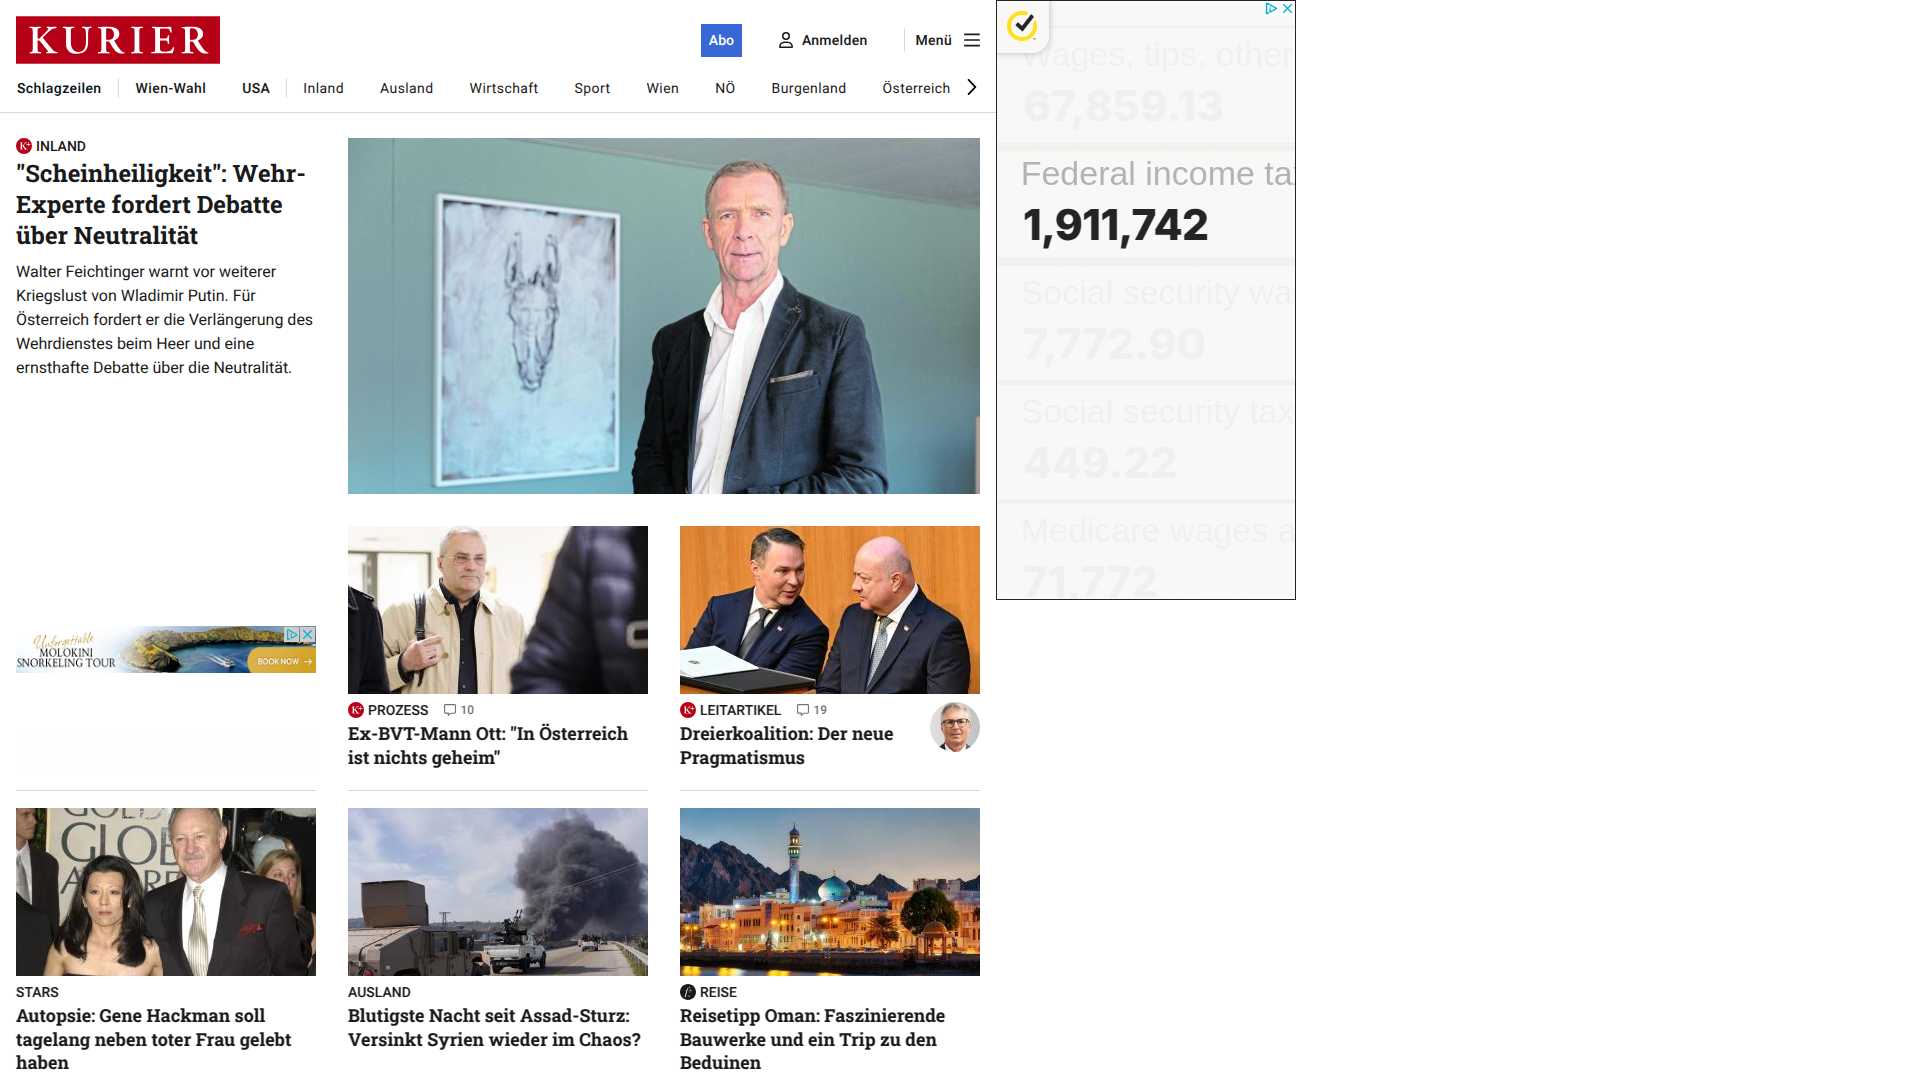 KURIER
Abo
Anmelden
Menü
Schlagzeilen
Wien-Wahl
USA
Inland
Ausland
Wirtschaft
Sport
Wien
NÖ
Burgenland
Österreich
K+ INLAND
"Scheinheiligkeit": Wehr-
Experte fordert Debatte
über Neutralität
Walter Feichtinger warnt vor weiterer
Kriegslust von Wladimir Putin. Für
Österreich fordert er die Verlängerung des
Wehrdienstes beim Heer und eine
ernsthafte Debatte über die Neutralität.
Unforgettable
MOLOKINI
SNORKELING TOUR
BOOK NOW →
K+ PROZESS 10
Ex-BVT-Mann Ott: "In Österreich
ist nichts geheim"
K+ LEITARTIKEL 19
Dreierkoalition: Der neue
Pragmatismus
GOLD
GLOB
STARS
Autopsie: Gene Hackman soll
tagelang neben toter Frau gelebt
haben
AUSLAND
Blutigste Nacht seit Assad-Sturz:
Versinkt Syrien wieder im Chaos?
REISE
Reisetipp Oman: Faszinierende
Bauwerke und ein Trip zu den
Beduinen
Wages, tips, other
67,859.13
Federal income ta
1,911,742
Social security wa
7,772.90
Social security tax
449.22
Medicare wages a
71,772